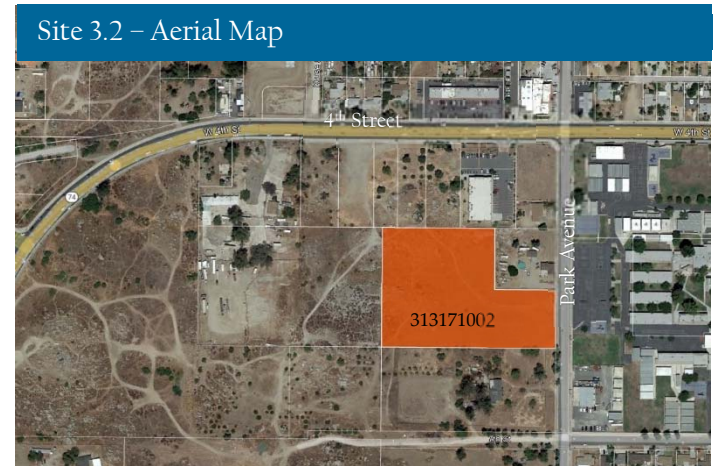 Site 3.2 – Aerial Map
4th Street
W 4th St
W 4th St
74
Park Avenue
313171002